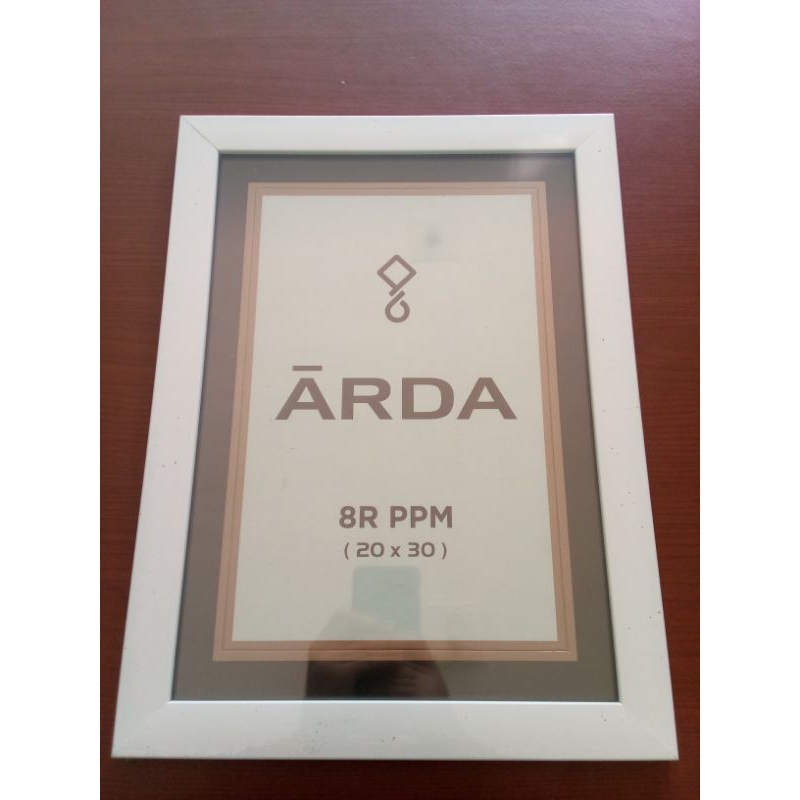 ĀRDA
8R PPM
( 20 x 30 )